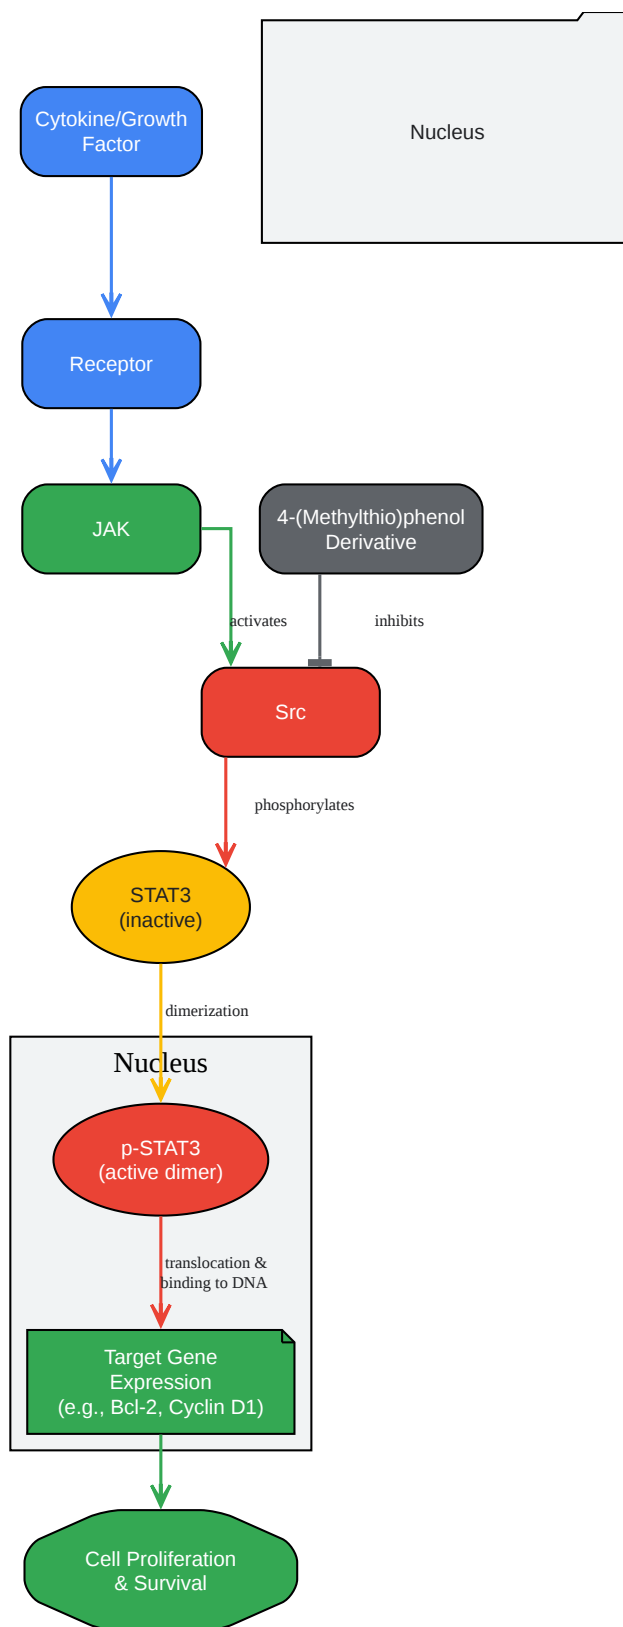 Cytokine/Growth
Factor
Nucleus
Receptor
JAK
4-(Methylthio)phenol
Derivative
activates
inhibits
Src
phosphorylates
STAT3
(inactive)
dimerization
Nucleus
p-STAT3
(active dimer)
translocation &
binding to DNA
Target Gene
Expression
(e.g., Bcl-2, Cyclin D1)
Cell Proliferation
& Survival